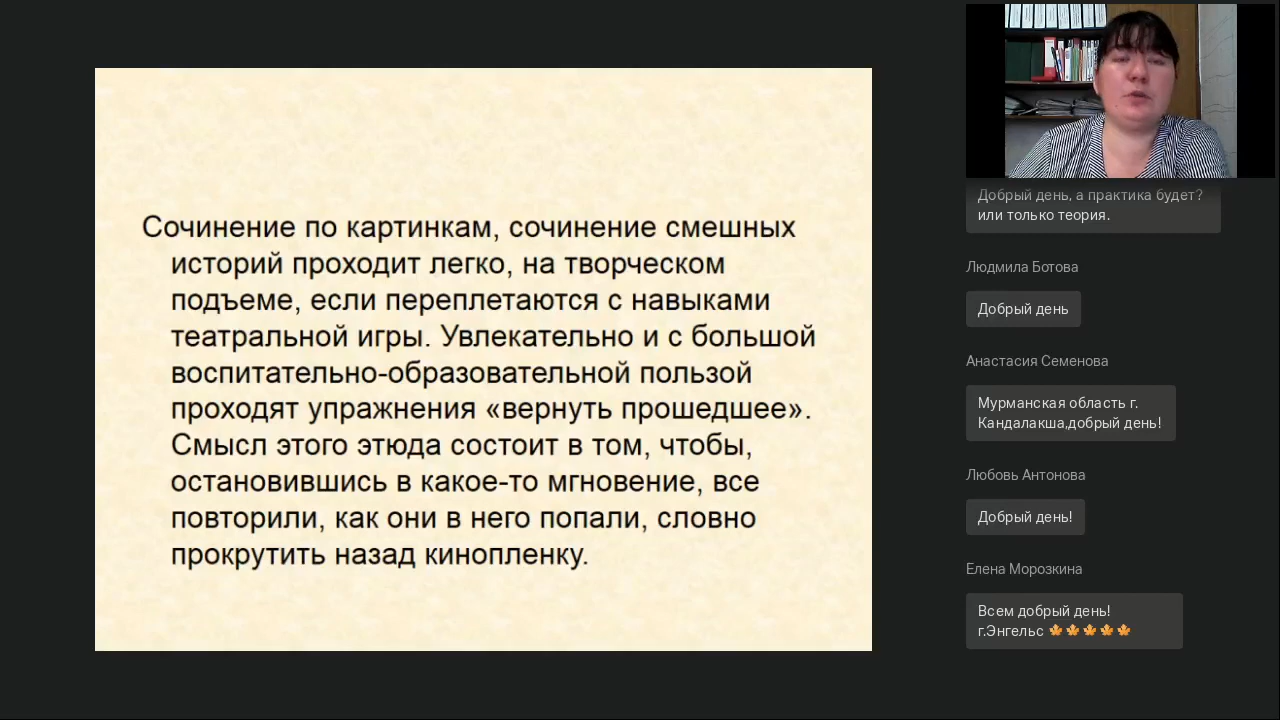 Сочинение по картинкам, сочинение смешных
историй проходит легко, на творческом
подъеме, если переплетаются с навыками
театральной игры. Увлекательно и с большой
воспитательно-образовательной пользой
проходят упражнения «вернуть прошедшее».
Смысл этого этюда состоит в том, чтобы,
остановившись в какое-то мгновение, все
повторили, как они в него попали, словно
прокрутить назад кинопленку.
Добрый день, а практика будет?
или только теория.
Людмила Ботова
Добрый день
Анастасия Семенова
Мурманская область г.
Кандалакша,добрый день!
Любовь Антонова
Добрый день!
Елена Морозкина
Всем добрый день!
г.Энгельс 🍁🍁🍁🍁🍁